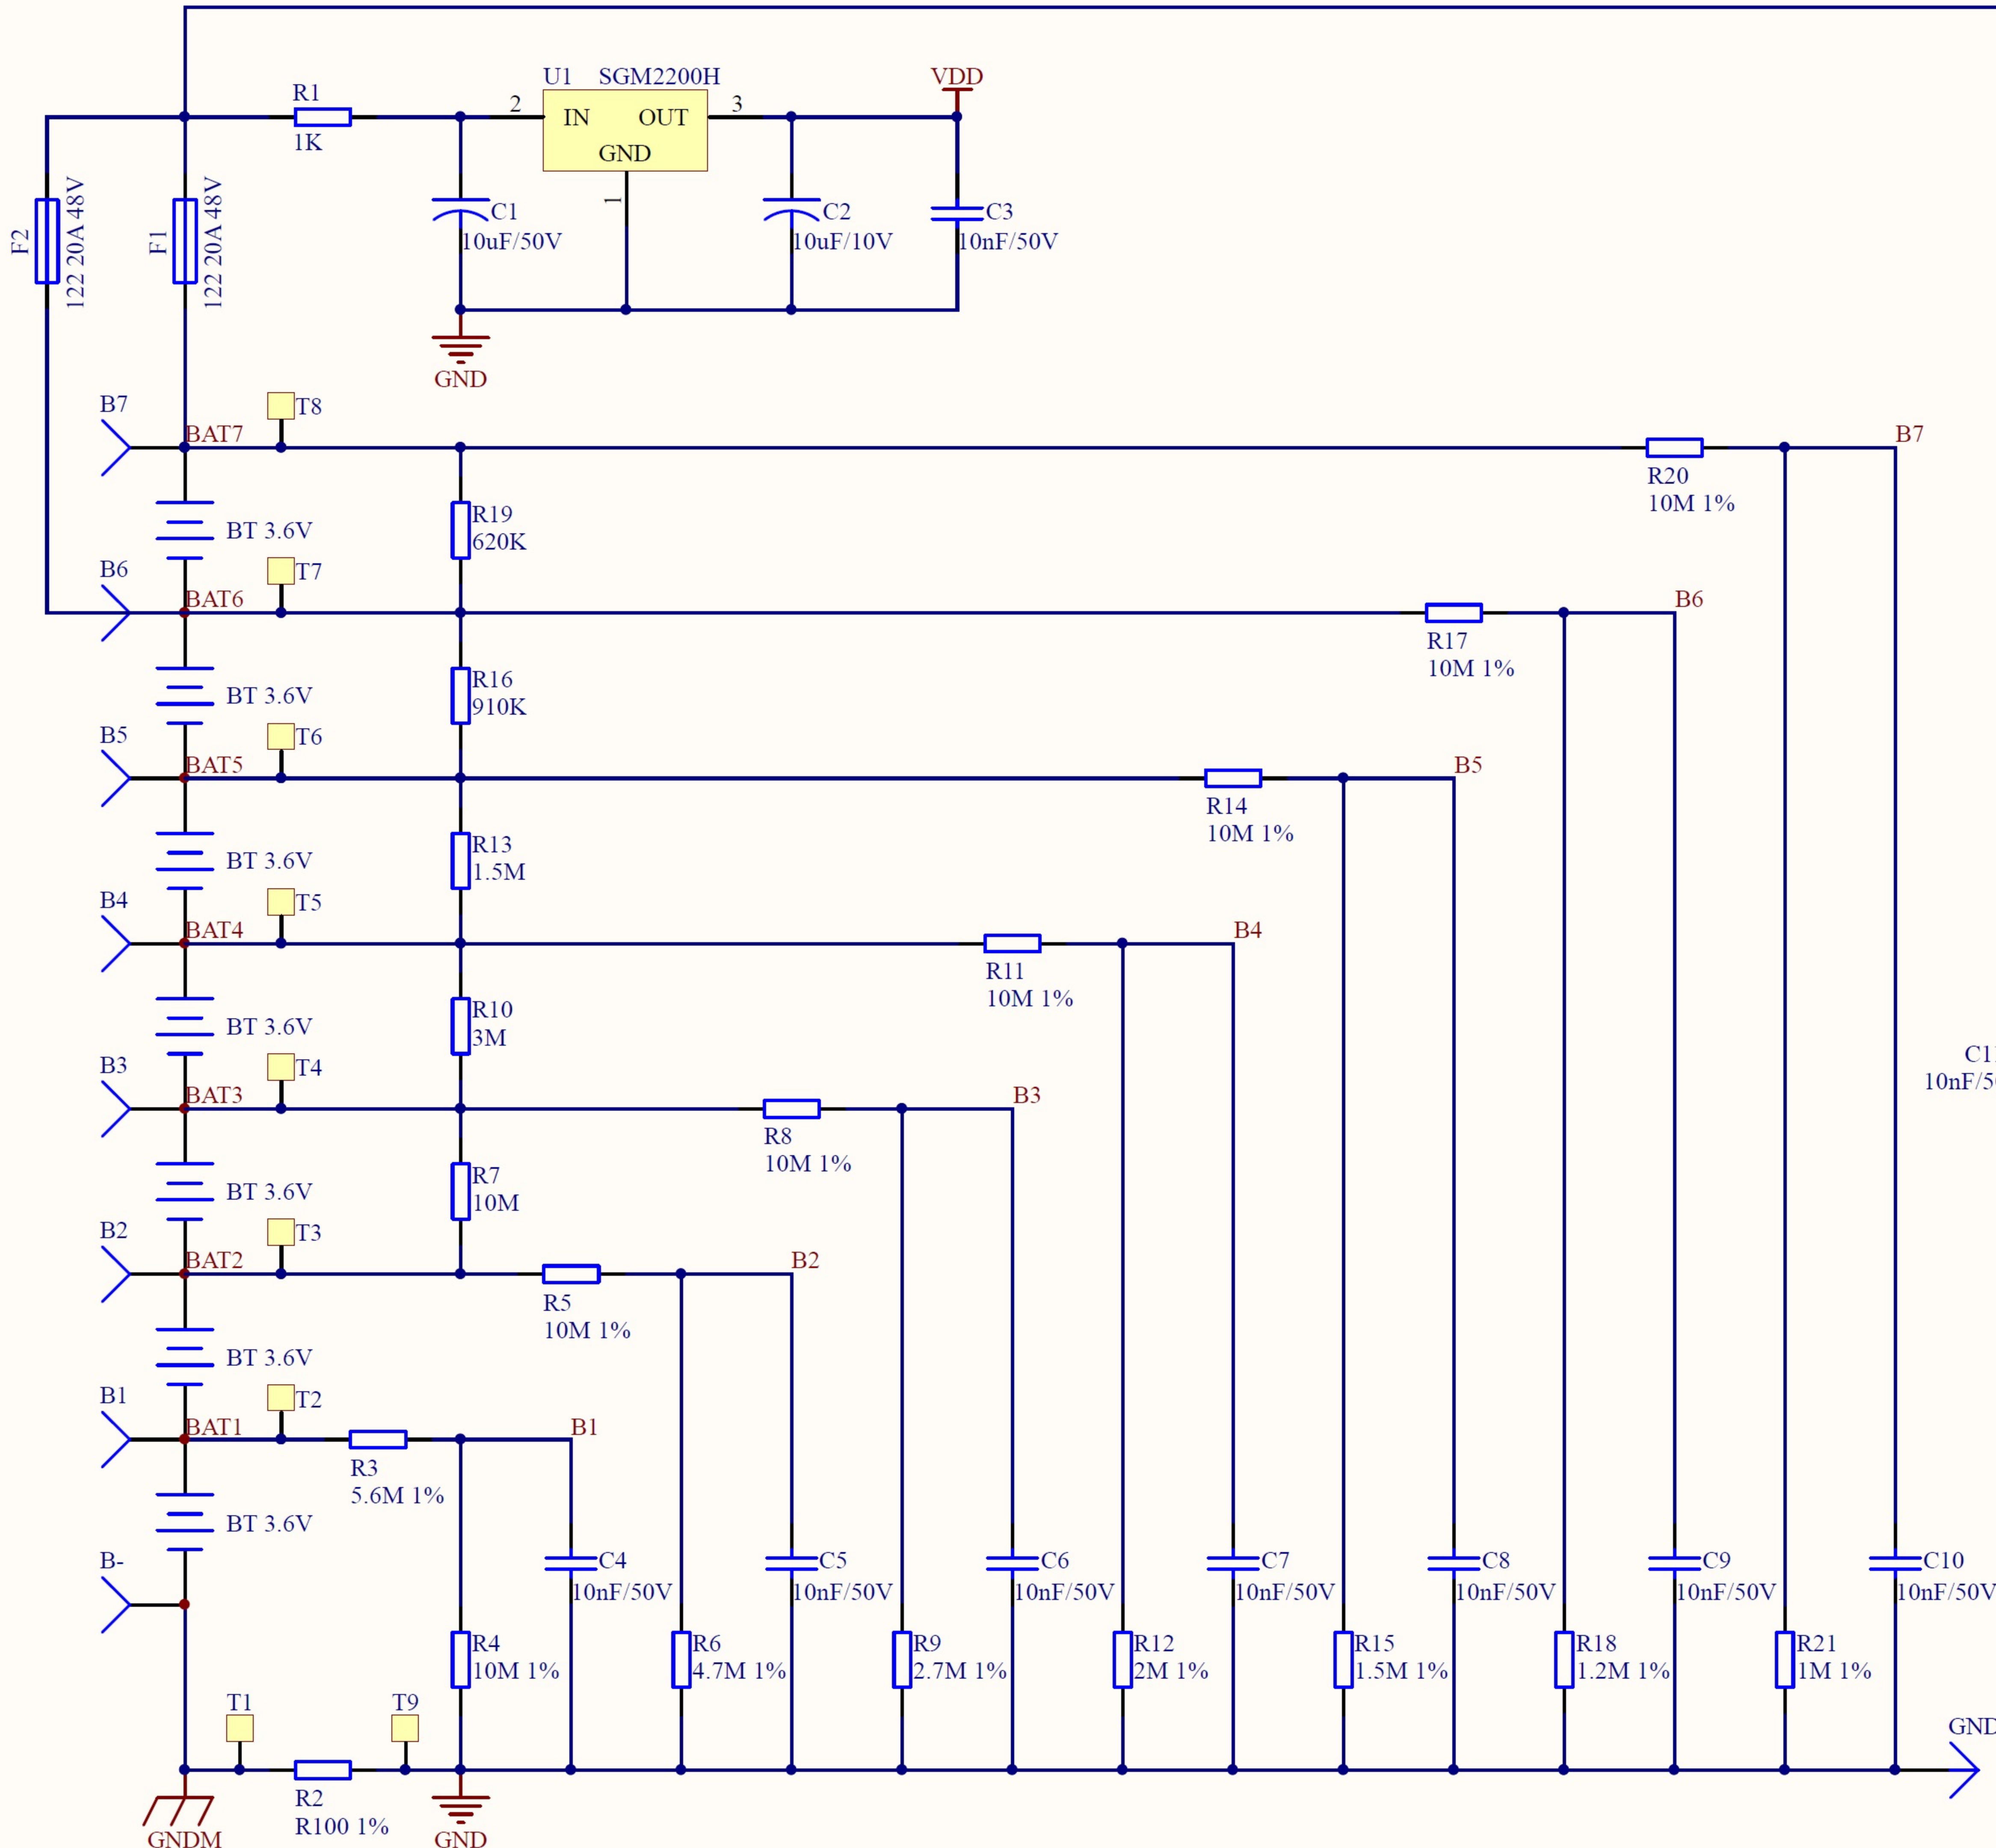 U1 SGM2200H
VDD
R1
1K
2
IN OUT
GND
3
1
F2
122 20A 48V
F1
122 20A 48V
C1
10uF/50V
C2
10uF/10V
C3
10nF/50V
GND
B7
BAT7
T8
B7
R20
10M 1%
R19
620K
BT 3.6V
B6
BAT6
T7
B6
R17
10M 1%
R16
910K
BT 3.6V
B5
BAT5
T6
B5
R14
10M 1%
R13
1.5M
BT 3.6V
B4
BAT4
T5
B4
R11
10M 1%
R10
3M
BT 3.6V
10nF/5
B3
BAT3
T4
B3
R8
10M 1%
R7
10M
BT 3.6V
B2
BAT2
T3
B2
R5
10M 1%
BT 3.6V
B1
BAT1
T2
B1
R3
5.6M 1%
BT 3.6V
B-
C4
10nF/50V
C5
10nF/50V
C6
10nF/50V
C7
10nF/50V
C8
10nF/50V
C9
10nF/50V
C10
10nF/50V
R4
10M 1%
R6
4.7M 1%
R9
2.7M 1%
R12
2M 1%
R15
1.5M 1%
R18
1.2M 1%
R21
1M 1%
T1
T9
GND
R2
R100 1%
GNDM
GND